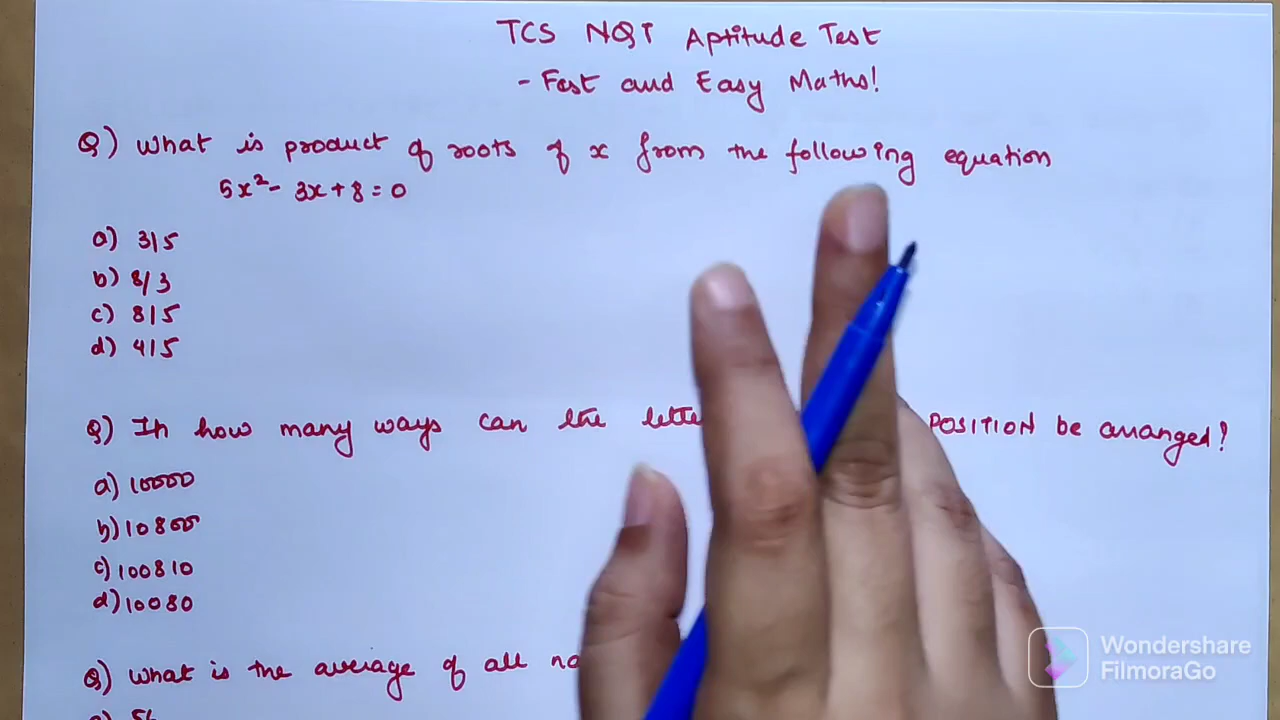 TCS NQT Aptitude Test
- Fast and Easy Maths!
Q) What is product of roots of x from the following equation
5x² - 3x + 8 = 0
a) 3/5
b) 8/3
c) 8/5
d) 4/5
Q) In how many ways can the lette POSITION be arranged?
a) 10000
b) 10800
c) 100810
d) 10080
Q) What is the average of all
Wondershare
FilmoraGo